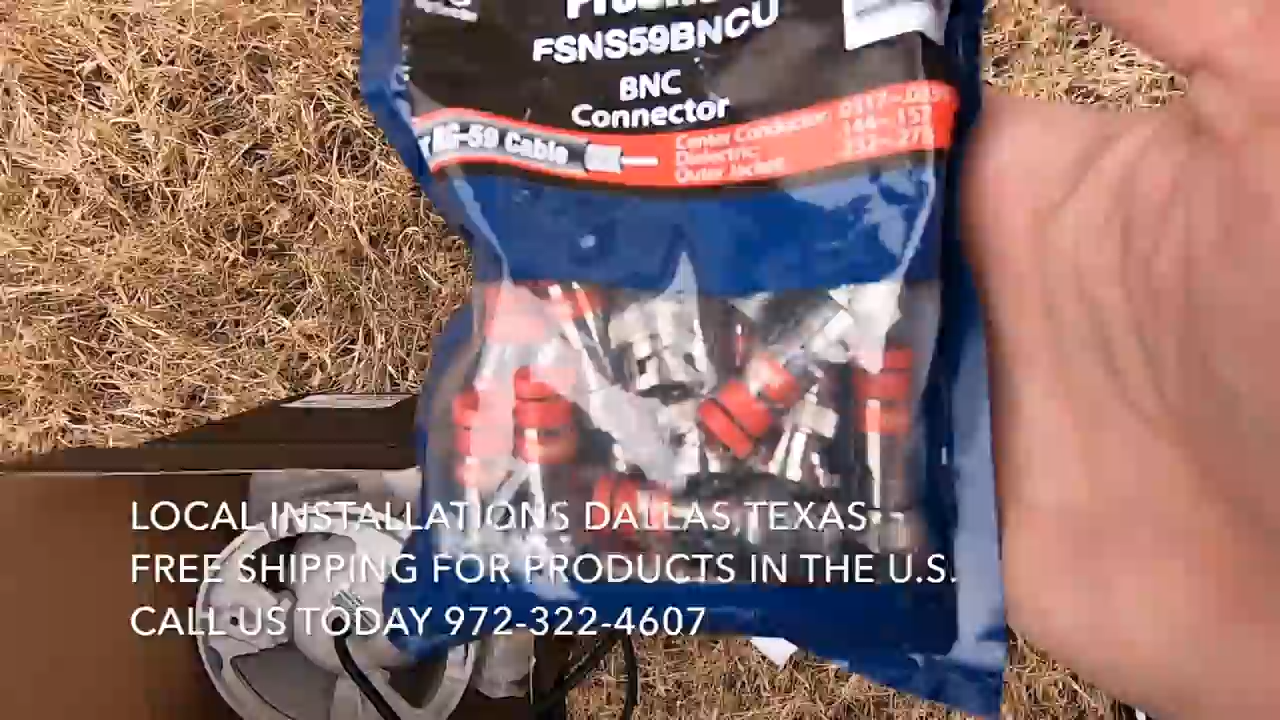 FSNS59BNCU
BNC
Connector
RG-59 Cable
Center Conductor
Dielectric
Outer Jacket
LOCAL INSTALLATIONS DALLAS, TEXAS
FREE SHIPPING FOR PRODUCTS IN THE U.S.
CALL US TODAY 972-322-4607